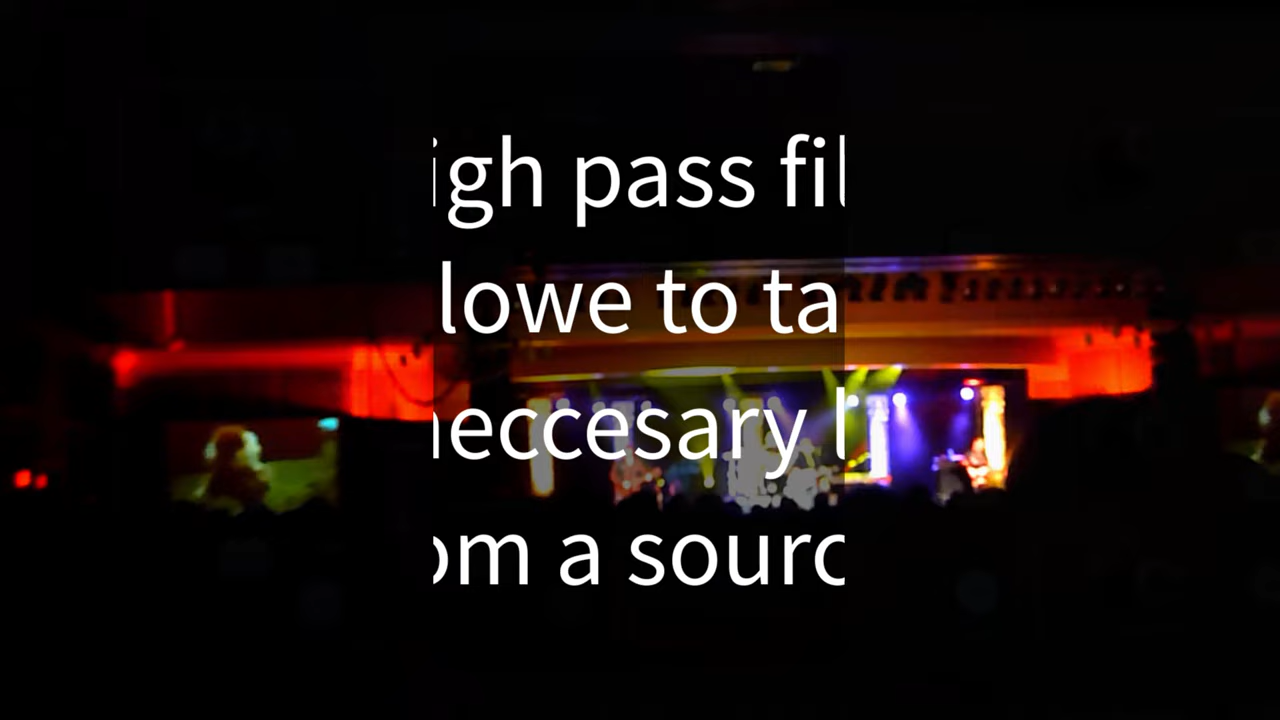 igh pass fil
lowe to ta
neccesary l
om a sourc